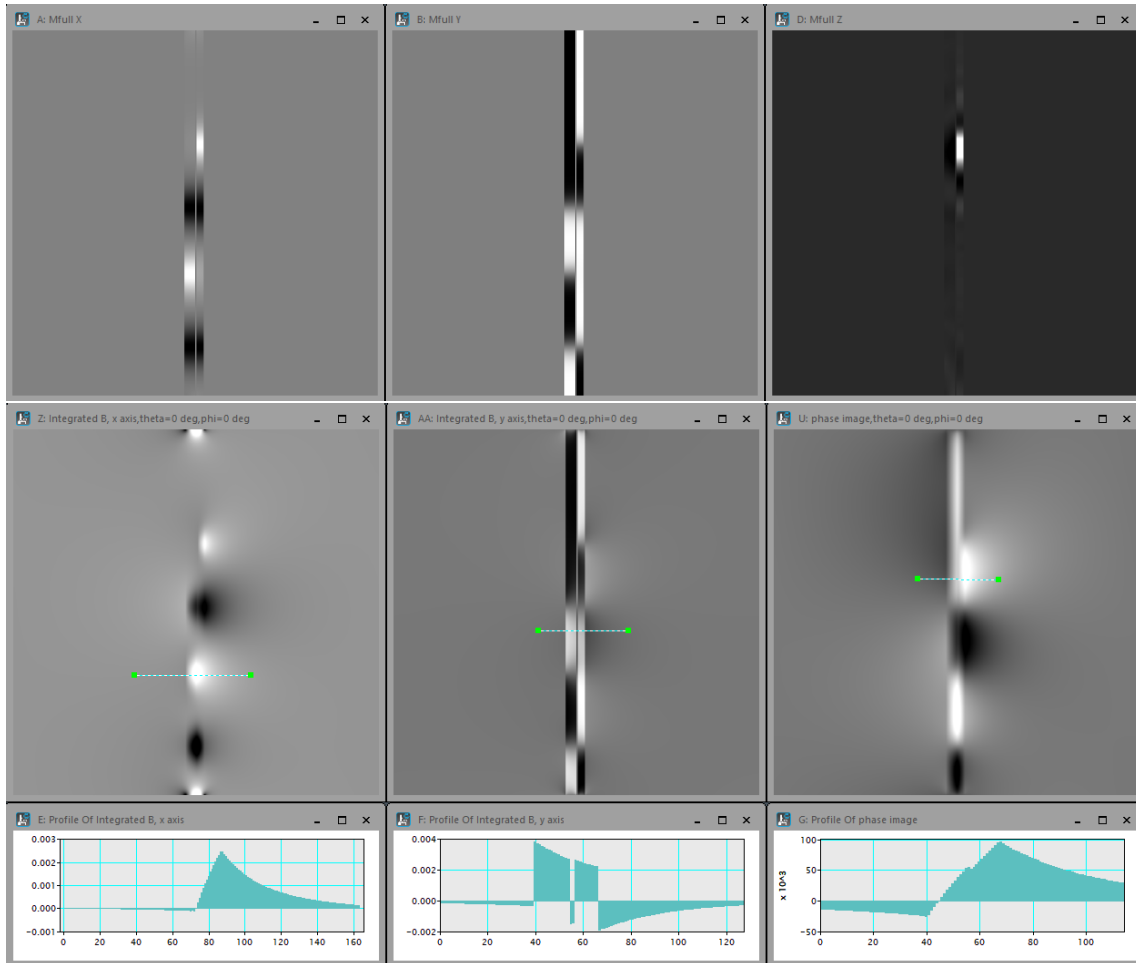 A: Mfull X
B: Mfull Y
D: Mfull Z
Z: Integrated B, x axis,theta=0 deg,phi=0 deg
AA: Integrated B, y axis,theta=0 deg,phi=0 deg
U: phase image,theta=0 deg,phi=0 deg
E: Profile Of Integrated B, x axis
0.003
0.002
0.001
0.000
-0.001
0 20 40 60 80 100 120 140 160
F: Profile Of Integrated B, y axis
0.004
0.002
0.000
-0.002
0 20 40 60 80 100 120
G: Profile Of phase image
x 10^3
100
50
0
-50
0 20 40 60 80 100